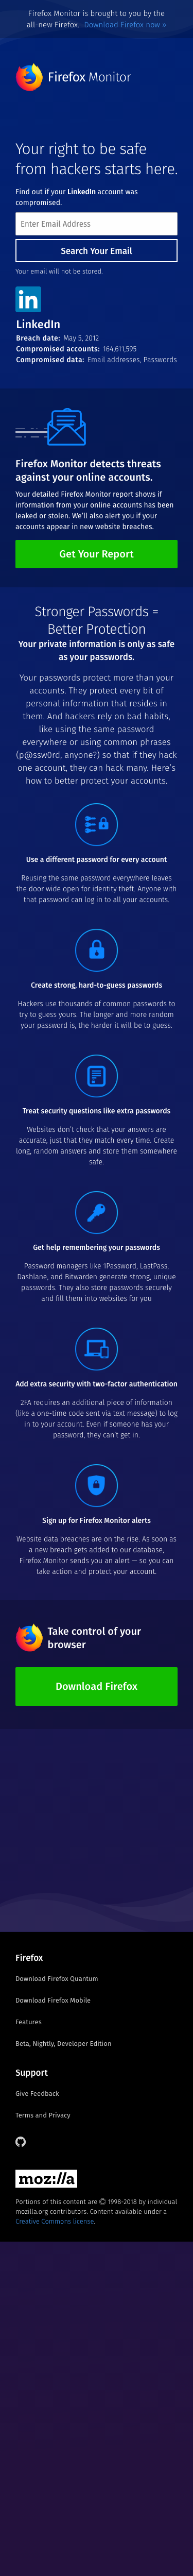 Firefox Monitor is brought to you by the
all-new Firefox. Download Firefox now »
Firefox Monitor
Your right to be safe
from hackers starts here.
Find out if your LinkedIn account was
compromised.
Enter Email Address
Search Your Email
Your email will not be stored.
in
LinkedIn
Breach date: May 5, 2012
Compromised accounts: 164,611,595
Compromised data: Email addresses, Passwords
Firefox Monitor detects threats
against your online accounts.
Your detailed Firefox Monitor report shows if
information from your online accounts has been
leaked or stolen. We'll also alert you if your
accounts appear in new website breaches.
Get Your Report
Stronger Passwords =
Better Protection
Your private information is only as safe
as your passwords.
Your passwords protect more than your
accounts. They protect every bit of
personal information that resides in
them. And hackers rely on bad habits,
like using the same password
everywhere or using common phrases
(p@ssw0rd, anyone?) so that if they hack
one account, they can hack many. Here's
how to better protect your accounts.
Use a different password for every account
Reusing the same password everywhere leaves
the door wide open for identity theft. Anyone with
that password can log in to all your accounts.
Create strong, hard-to-guess passwords
Hackers use thousands of common passwords to
try to guess yours. The longer and more random
your password is, the harder it will be to guess.
Treat security questions like extra passwords
Websites don't check that your answers are
accurate, just that they match every time. Create
long, random answers and store them somewhere
safe.
Get help remembering your passwords
Password managers like 1Password, LastPass,
Dashlane, and Bitwarden generate strong, unique
passwords. They also store passwords securely
and fill them into websites for you
Add extra security with two-factor authentication
2FA requires an additional piece of information
(like a one-time code sent via text message) to log
in to your account. Even if someone has your
password, they can't get in.
Sign up for Firefox Monitor alerts
Website data breaches are on the rise. As soon as
a new breach gets added to our database,
Firefox Monitor sends you an alert — so you can
take action and protect your account.
Take control of your
browser
Download Firefox
Firefox
Download Firefox Quantum
Download Firefox Mobile
Features
Beta, Nightly, Developer Edition
Support
Give Feedback
Terms and Privacy
moz://a
Portions of this content are © 1998-2018 by individual
mozilla.org contributors. Content available under a
Creative Commons license.